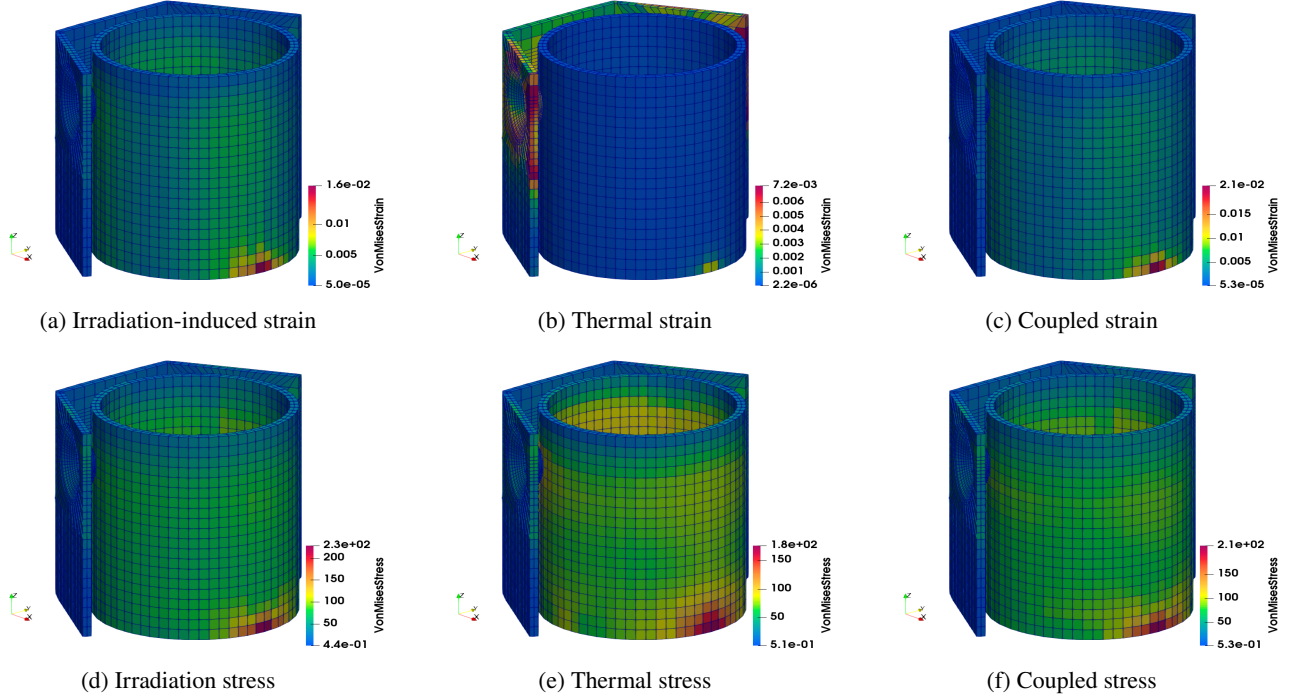 1.6e-02
0.01
0.005
5.0e-05
VonMisesStrain
Z
Y
X
(a) Irradiation-induced strain
7.2e-03
0.006
0.005
0.004
0.003
0.002
0.001
2.2e-06
VonMisesStrain
Z
Y
X
(b) Thermal strain
2.1e-02
0.015
0.01
0.005
5.3e-05
VonMisesStrain
Z
Y
X
(c) Coupled strain
2.3e+02
200
150
100
50
4.4e-01
VonMisesStress
Z
Y
X
(d) Irradiation stress
1.8e+02
100
50
5.1e-01
VonMisesStress
Z
Y
X
(e) Thermal stress
2.1e+02
150
100
50
5.3e-01
VonMisesStress
Z
Y
X
(f) Coupled stress